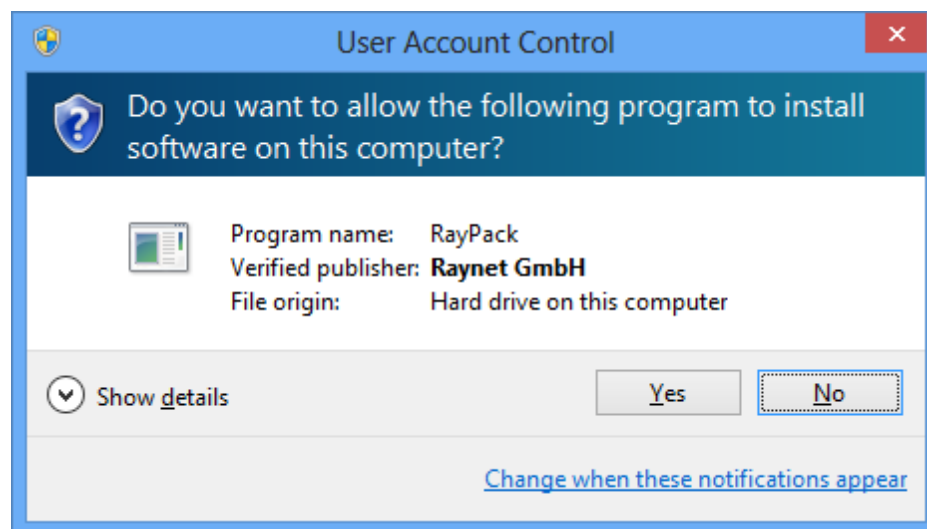 User Account Control
Do you want to allow the following program to install
software on this computer?
Program name: RayPack
Verified publisher: Raynet GmbH
File origin: Hard drive on this computer
Show details
Yes
No
Change when these notifications appear